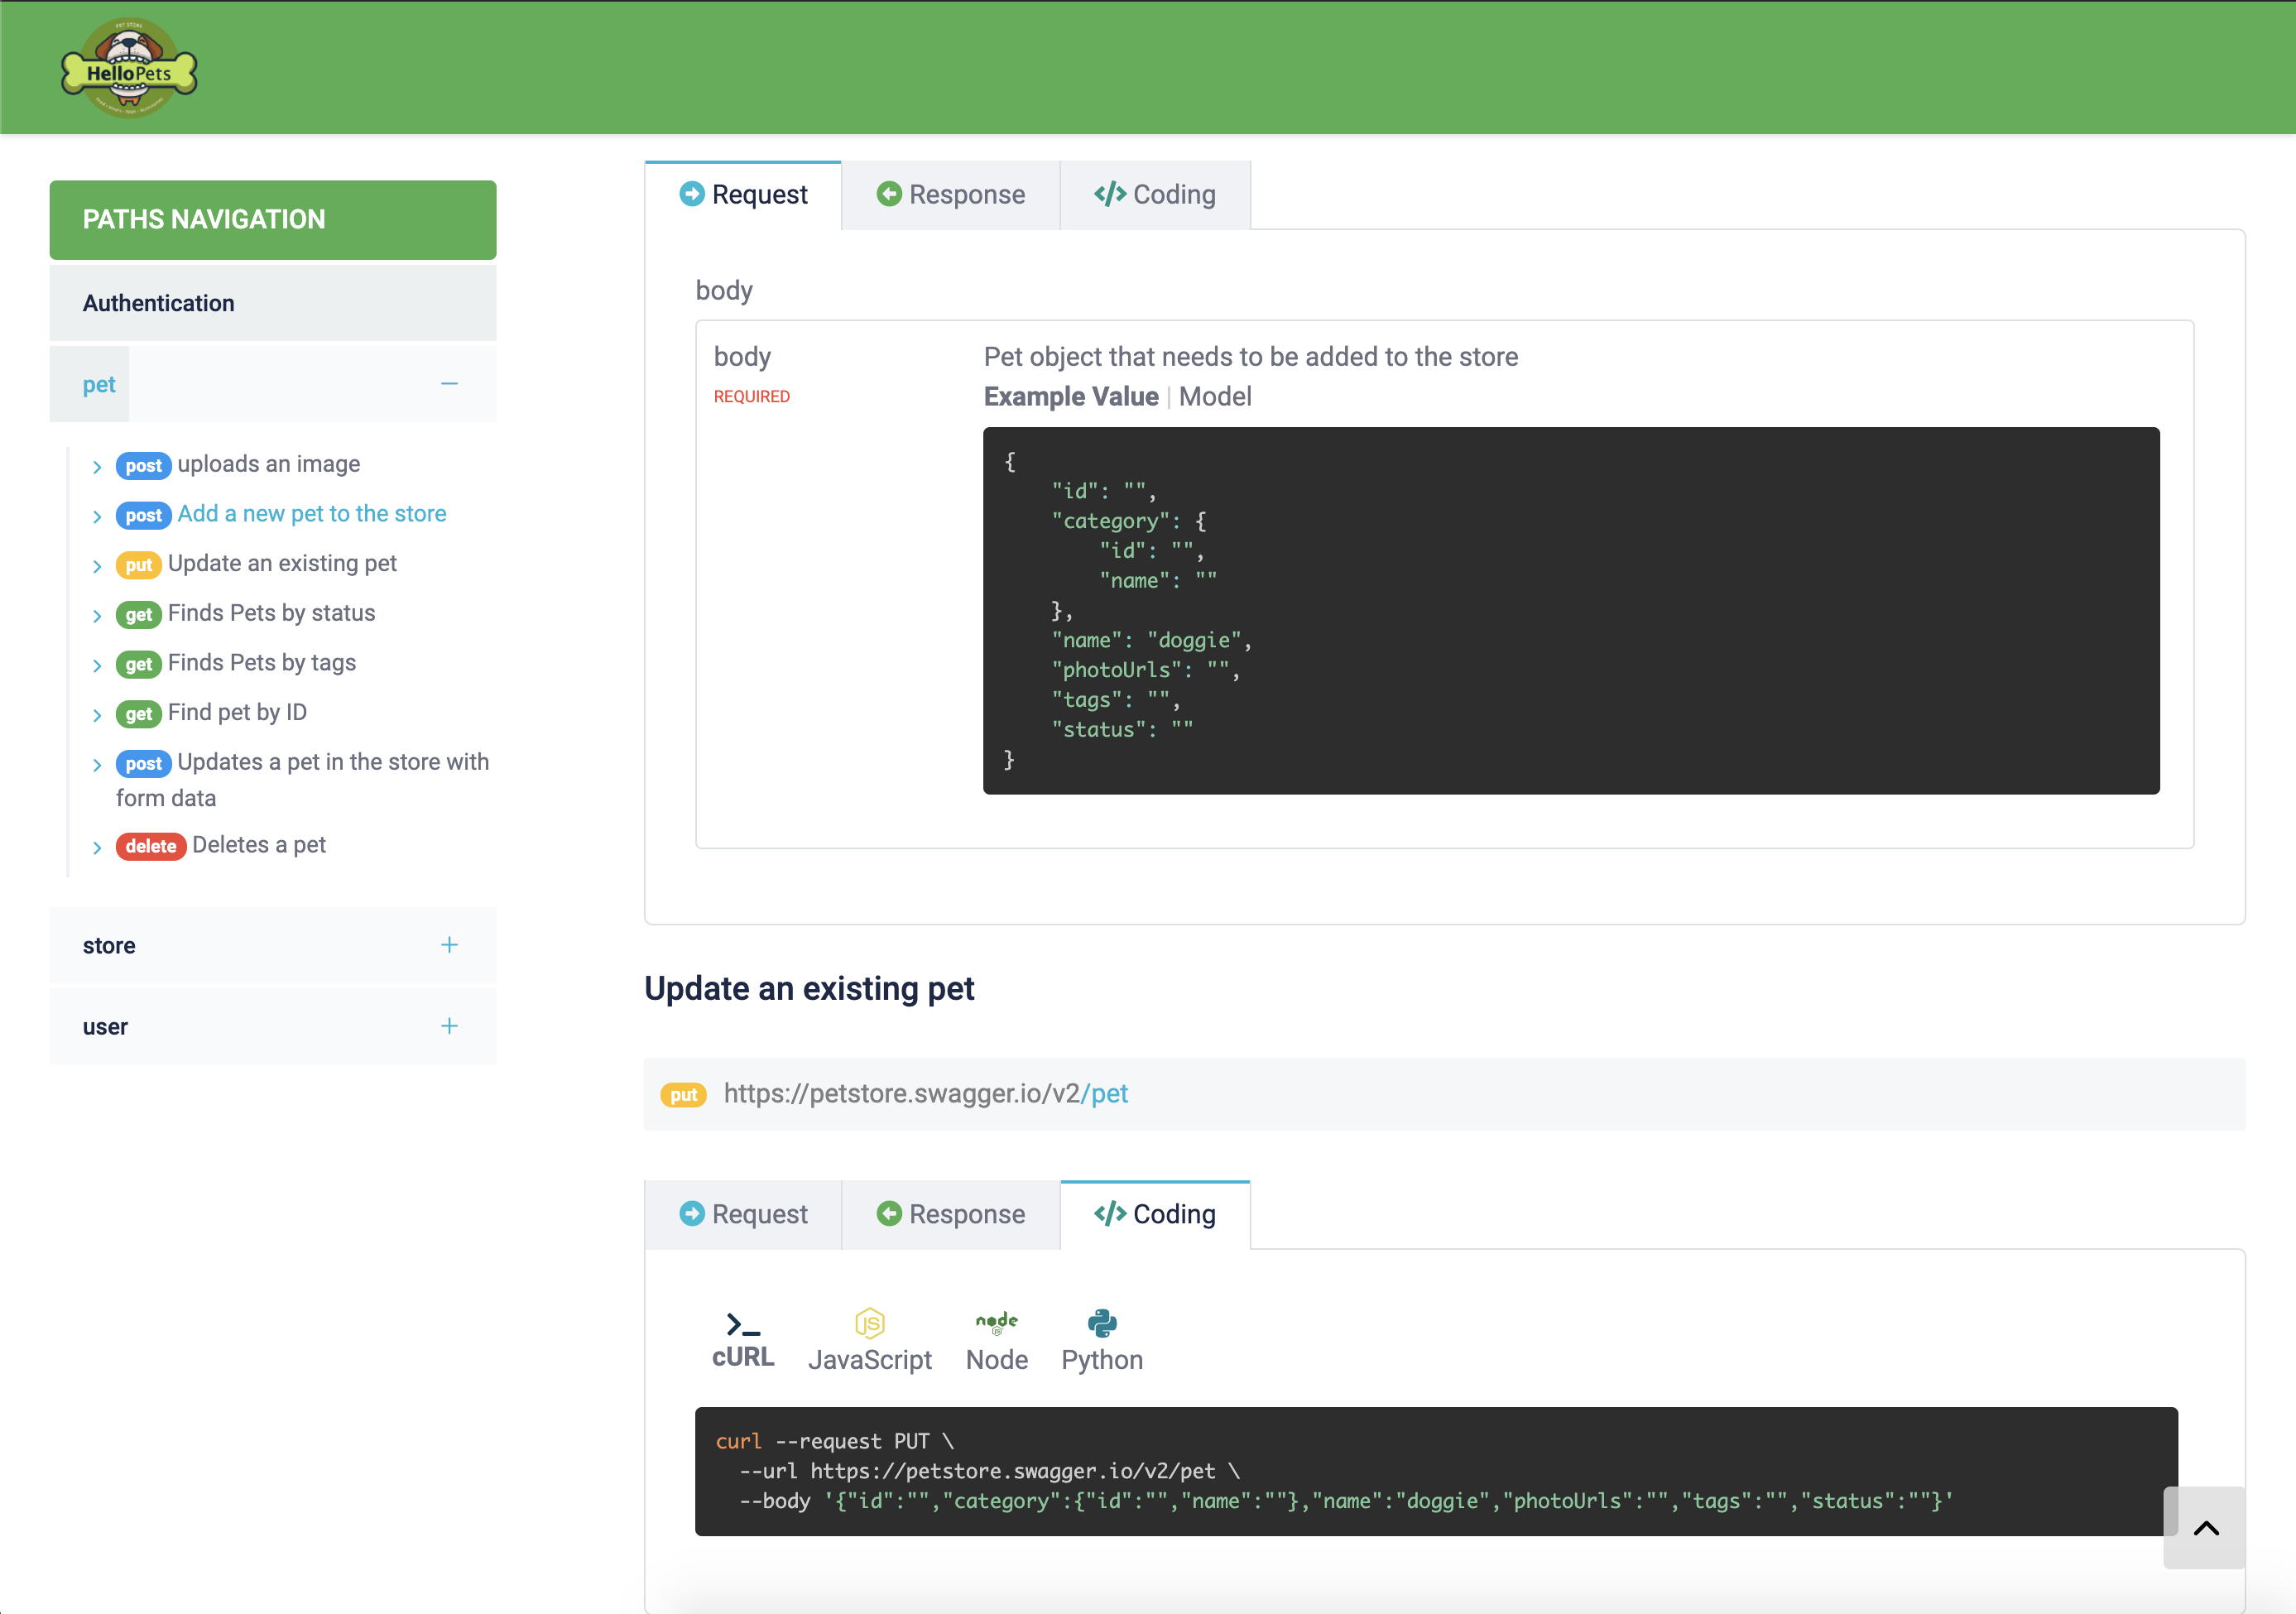 PET STORE
HelloPets
PATHS NAVIGATION
Authentication
pet
post uploads an image
post Add a new pet to the store
put Update an existing pet
get Finds Pets by status
get Finds Pets by tags
get Find pet by ID
post Updates a pet in the store with
form data
delete Deletes a pet
store
user
Request Response </> Coding
body
body
REQUIRED
Pet object that needs to be added to the store
Example Value | Model
{
    "id": "",
    "category": {
        "id": "",
        "name": ""
    },
    "name": "doggie",
    "photoUrls": "",
    "tags": "",
    "status": ""
}
Update an existing pet
put https://petstore.swagger.io/v2/pet
Request Response </> Coding
JS node JS
cURL JavaScript Node Python
curl --request PUT \
  --url https://petstore.swagger.io/v2/pet \
  --body '{"id":"","category":{"id":"","name":""},"name":"doggie","photoUrls":"","tags":"","status":""}'